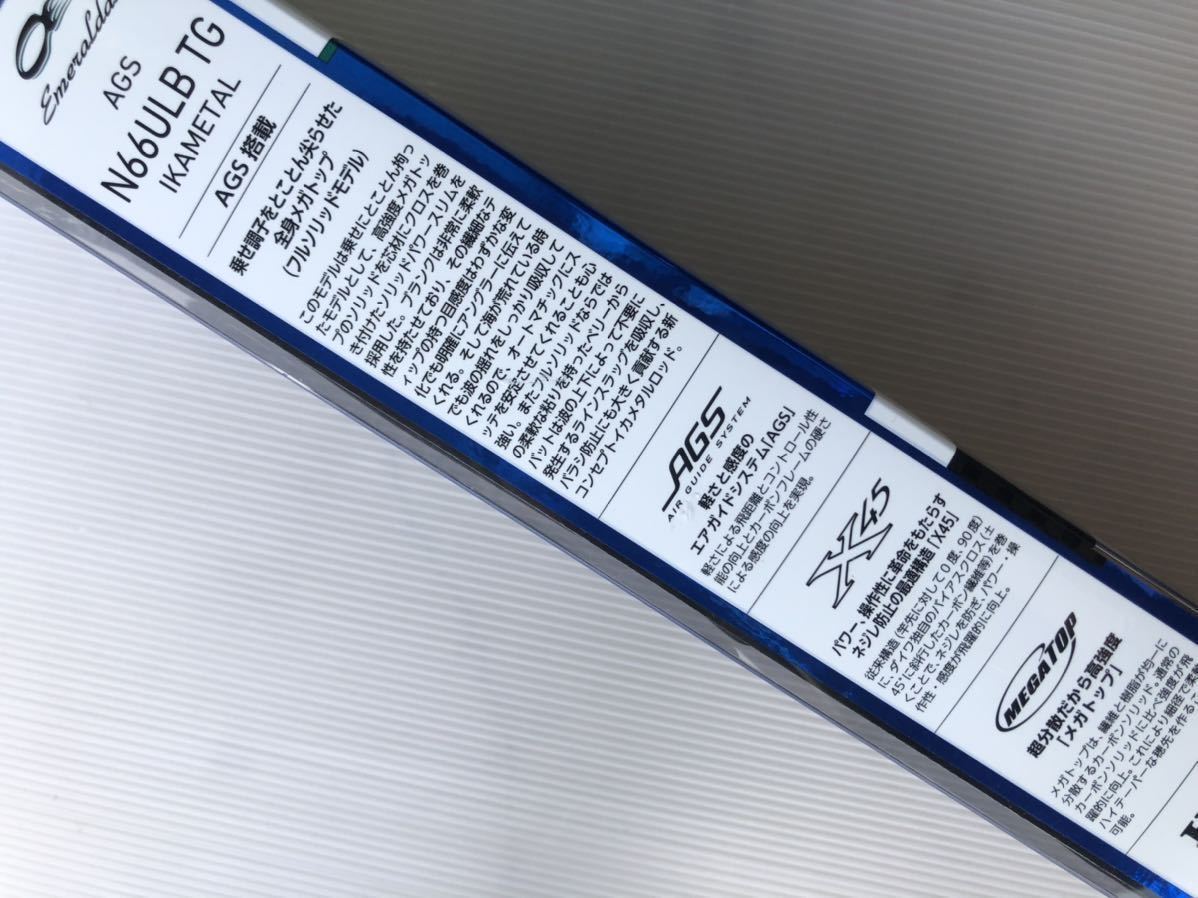 Emeraldas
AGS
N66ULB TG
IKAMETAL
AGS 搭載
乗せ調子をとことん尖らせた
全身メガトップ
(フルソリッドモデル)
このモデルは乗せにとことん拘っ
たモデルとして、高強度メガトッ
プのソリッドを芯材にクロスを巻
き付けたソリッドパワースリムを
採用した。ブランクは非常に柔軟
性を持たせており、その繊細なテ
ィップの持つ目感度はわずかな変
化でも明確にアングラーに伝えて
くれる。そして海が荒れている時
でも波の揺れをしっかり吸収して
くれるので、オートマチックにス
ッテを安定させてくれることも心
強い。またフルソリッドならでは
の柔軟な粘りを持ったベリーから
バットは波の上下によって不要に
発生するラインスラッグを吸収し、
バラシ防止にも大きく貢献する新
コンセプトイカメタルロッド。
AGS
AIR GUIDE SYSTEM
軽さと感度の
エアガイドシステム「AGS」
軽さによる飛距離とコントロール性
能の向上とカーボンフレームの硬さ
による感度の向上を実現。
X45
パワー、操作性に革命をもたらす
ネジレ防止の最適構造「X45」
従来構造(竿先に対して0度、90度)
に、ダイワ独自のバイアスクロス(±
45°に斜行したカーボン繊維等)を巻
くことで、ネジレを防ぎ、パワー・操
作性・感度が飛躍的に向上。
MEGATOP
超分散だから高強度
「メガトップ」
メガトップは、繊維と樹脂が均一に
分散するカーボンソリッド。通常の
カーボンソリッドに比べ強度が飛
躍的に向上。これにより細径で柔軟
ハイテーパーな穂先を作る
可能。